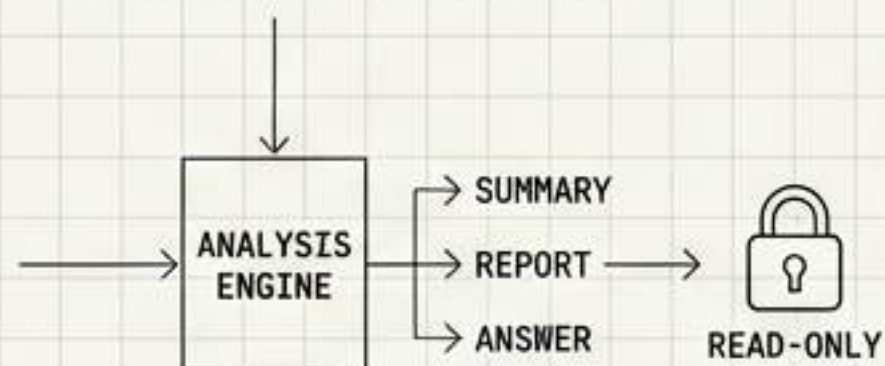 SUMMARY
ANALYSIS
ENGINE
REPORT
ANSWER
READ-ONLY